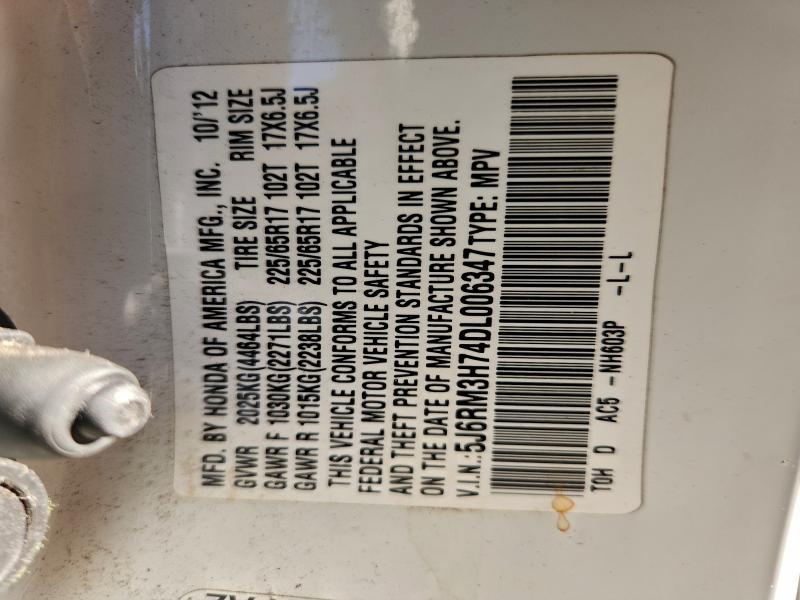 MFD. BY HONDA OF AMERICA MFG., INC. 10/'12
GVWR 2025KG(4464LBS) TIRE SIZE RIM SIZE
GAWR F 1030KG(2271LBS) 225/65R17 102T 17X6.5J
GAWR R 1015KG(2238LBS) 225/65R17 102T 17X6.5J
THIS VEHICLE CONFORMS TO ALL APPLICABLE
FEDERAL MOTOR VEHICLE SAFETY
AND THEFT PREVENTION STANDARDS IN EFFECT
ON THE DATE OF MANUFACTURE SHOWN ABOVE.
V.I.N.:5J6RM3H74DL006347TYPE: MPV
TOH D AC5 -NH603P -L-L